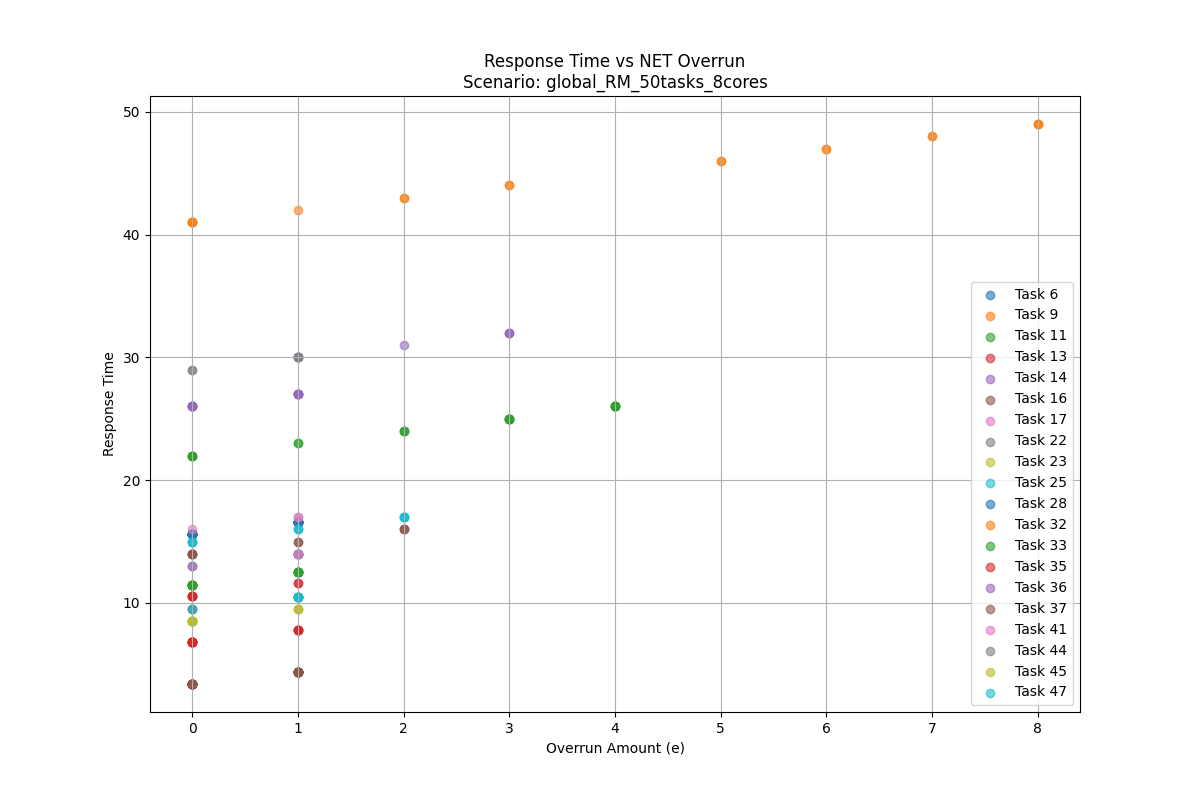 Response Time vs NET Overrun
Scenario: global_RM_50tasks_8cores
50
40
30
20
10
Response Time
0 1 2 3 4 5 6 7 8
Overrun Amount (e)
Task 6
Task 9
Task 11
Task 13
Task 14
Task 16
Task 17
Task 22
Task 23
Task 25
Task 28
Task 32
Task 33
Task 35
Task 36
Task 37
Task 41
Task 44
Task 45
Task 47